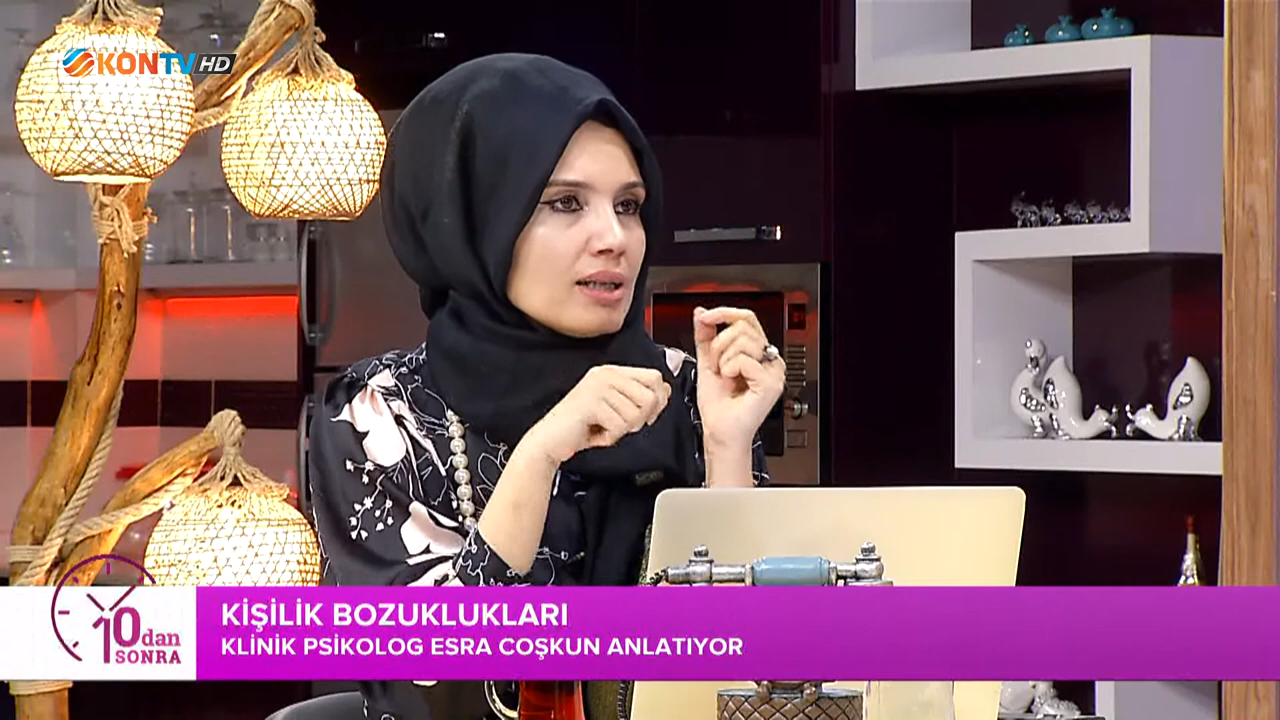 KONTV HD
KİŞİLİK BOZUKLUKLARI
KLİNİK PSİKOLOG ESRA COŞKUN ANLATIYOR
10dan
SONRA